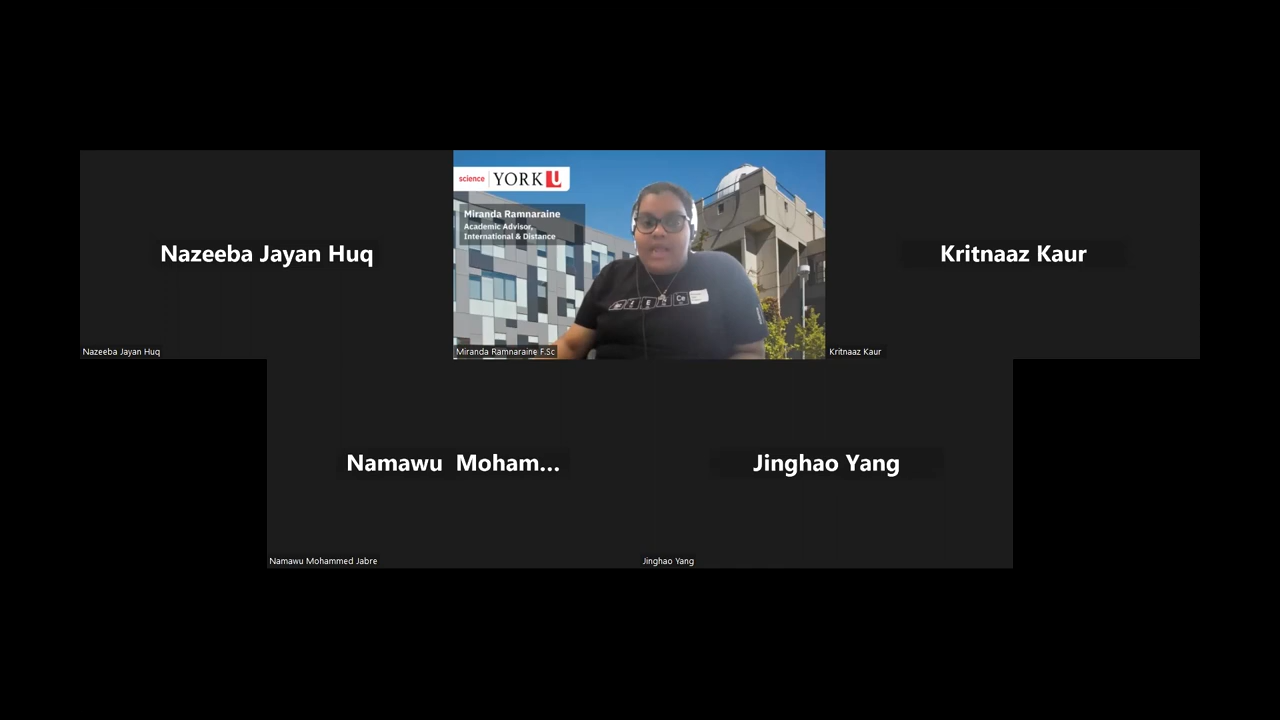 science YORK U
Miranda Ramnaraine
Academic Advisor,
International & Distance
Nazeeba Jayan Huq
Kritnaaz Kaur
Nazeeba Jayan Huq
Miranda Ramnaraine F.Sc
Kritnaaz Kaur
Namawu Moham...
Jinghao Yang
Namawu Mohammed Jabre
Jinghao Yang